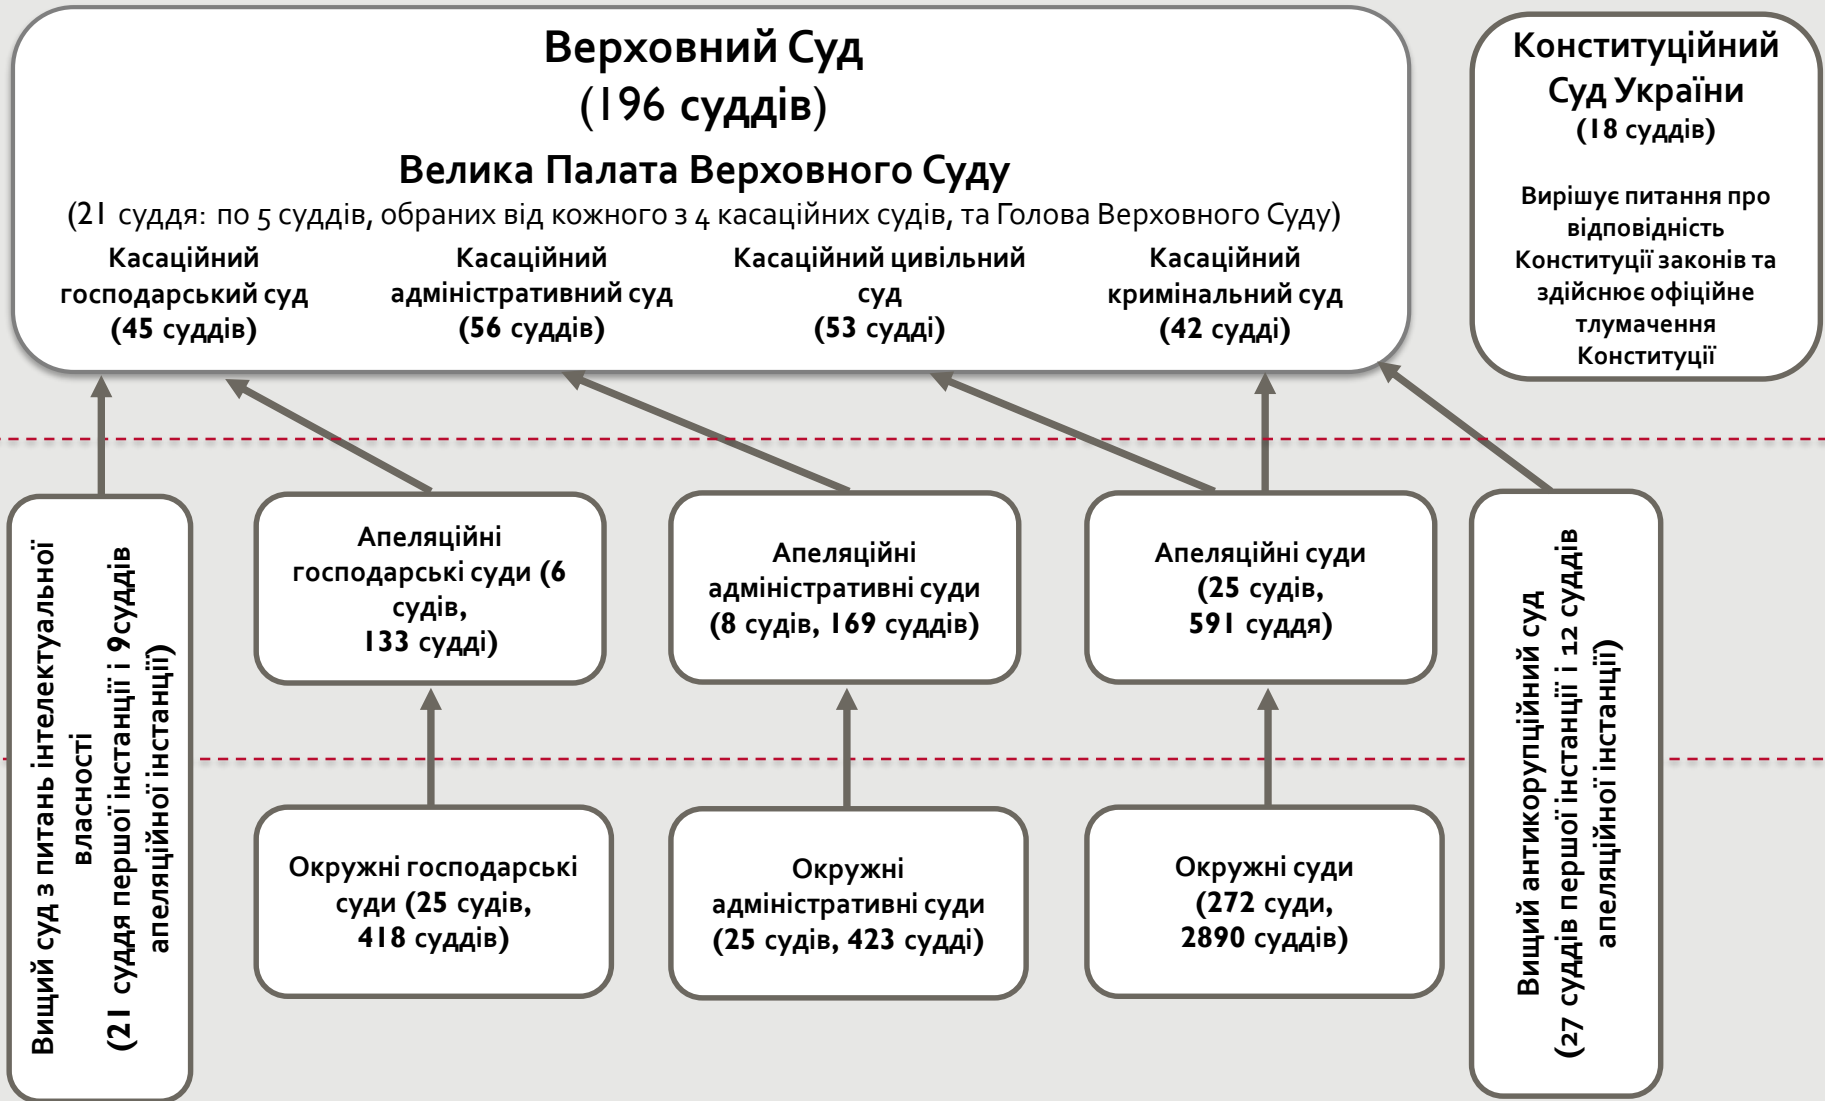 Верховний Суд
(196 суддів)
Велика Палата Верховного Суду
(21 суддя: по 5 суддів, обраних від кожного з 4 касаційних судів, та Голова Верховного Суду)
Касаційний
господарський суд
(45 суддів)
Касаційний
адміністративний суд
(56 суддів)
Касаційний цивільний
суд
(53 судді)
Касаційний
кримінальний суд
(42 судді)
Конституційний
Суд України
(18 суддів)
Вирішує питання про
відповідність
Конституції законів та
здійснює офіційне
тлумачення
Конституції
Вищий суд з питань інтелектуальної
власності
(21 суддя першої інстанції і 9суддів
апеляційної інстанції)
Апеляційні
господарські суди (6
судів,
133 судді)
Апеляційні
адміністративні суди
(8 судів, 169 суддів)
Апеляційні суди
(25 судів,
591 суддя)
Вищий антикорупційний суд
(27 суддів першої інстанції і 12 суддів
апеляційної інстанції)
Окружні господарські
суди (25 судів,
418 суддів)
Окружні
адміністративні суди
(25 судів, 423 судді)
Окружні суди
(272 суди,
2890 суддів)